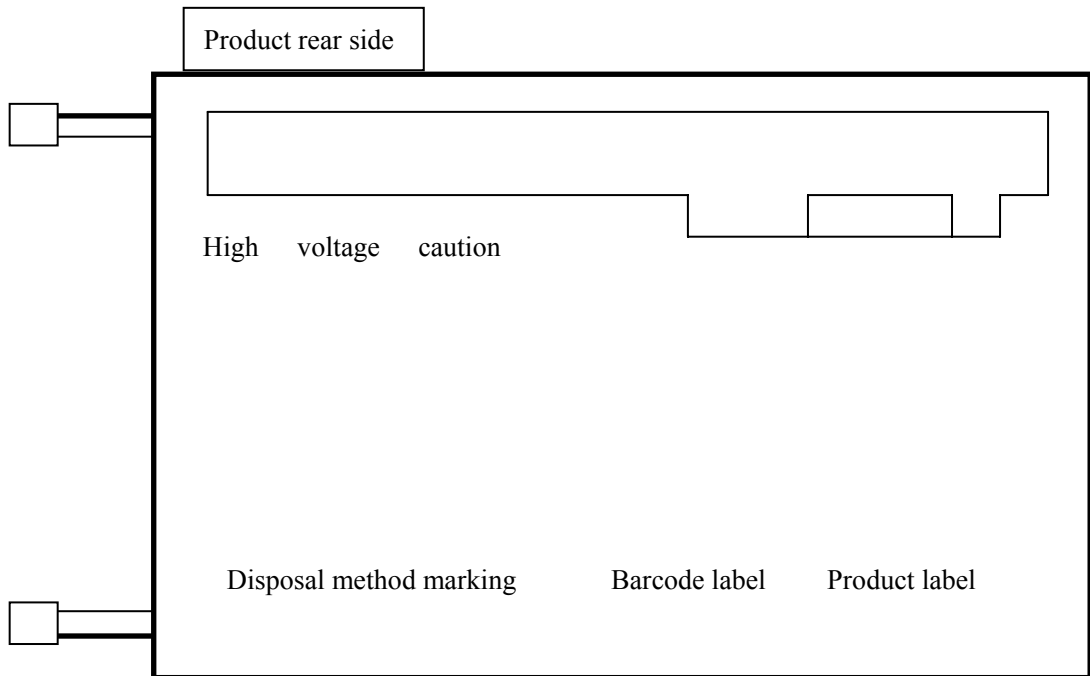 Product rear side
High voltage caution
Disposal method marking Barcode label Product label